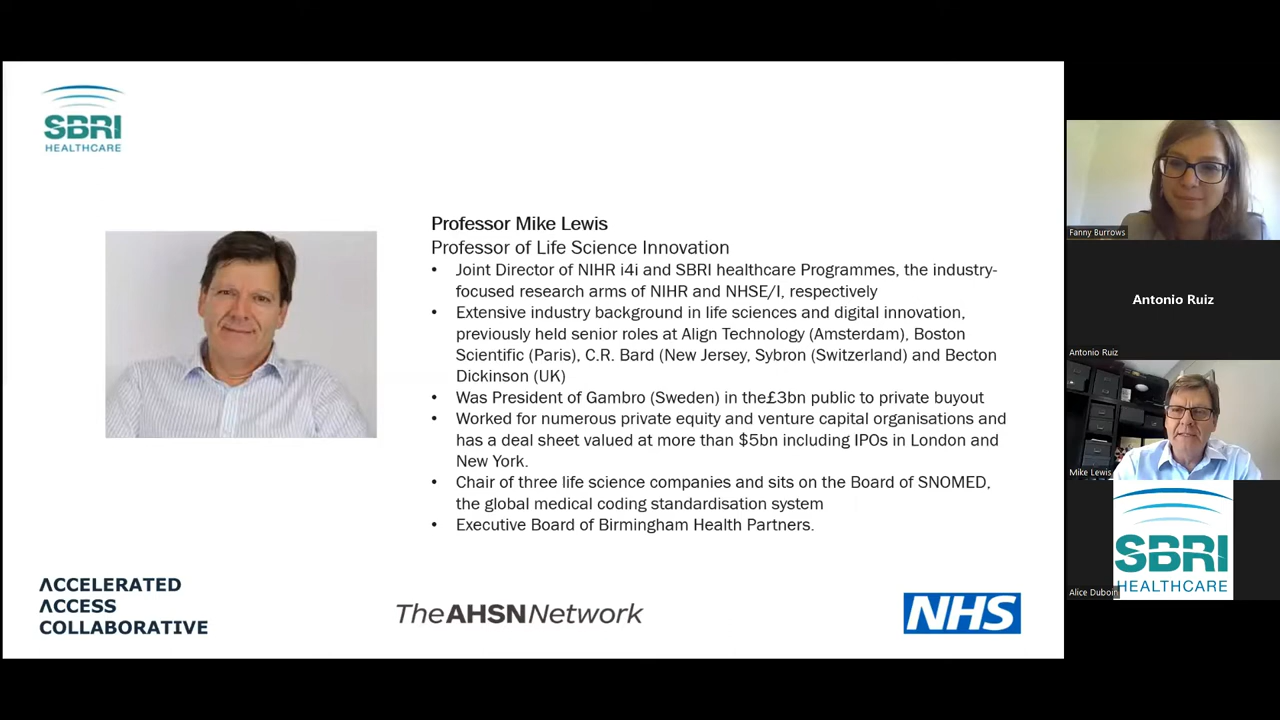 SBRI
HEALTHCARE
Professor Mike Lewis
Professor of Life Science Innovation
• Joint Director of NIHR i4i and SBRI healthcare Programmes, the industry-
focused research arms of NIHR and NHSE/I, respectively
• Extensive industry background in life sciences and digital innovation,
previously held senior roles at Align Technology (Amsterdam), Boston
Scientific (Paris), C.R. Bard (New Jersey, Sybron (Switzerland) and Becton
Dickinson (UK)
• Was President of Gambro (Sweden) in the£3bn public to private buyout
• Worked for numerous private equity and venture capital organisations and
has a deal sheet valued at more than $5bn including IPOs in London and
New York.
• Chair of three life science companies and sits on the Board of SNOMED,
the global medical coding standardisation system
• Executive Board of Birmingham Health Partners.
ΛCCELERATED
ΛCCESS
COLLABORATIVE
TheAHSNNetwork
NHS
Fanny Burrows
Antonio Ruiz
Antonio Ruiz
Mike Lewis
SBRI
HEALTHCARE
Alice Duboin